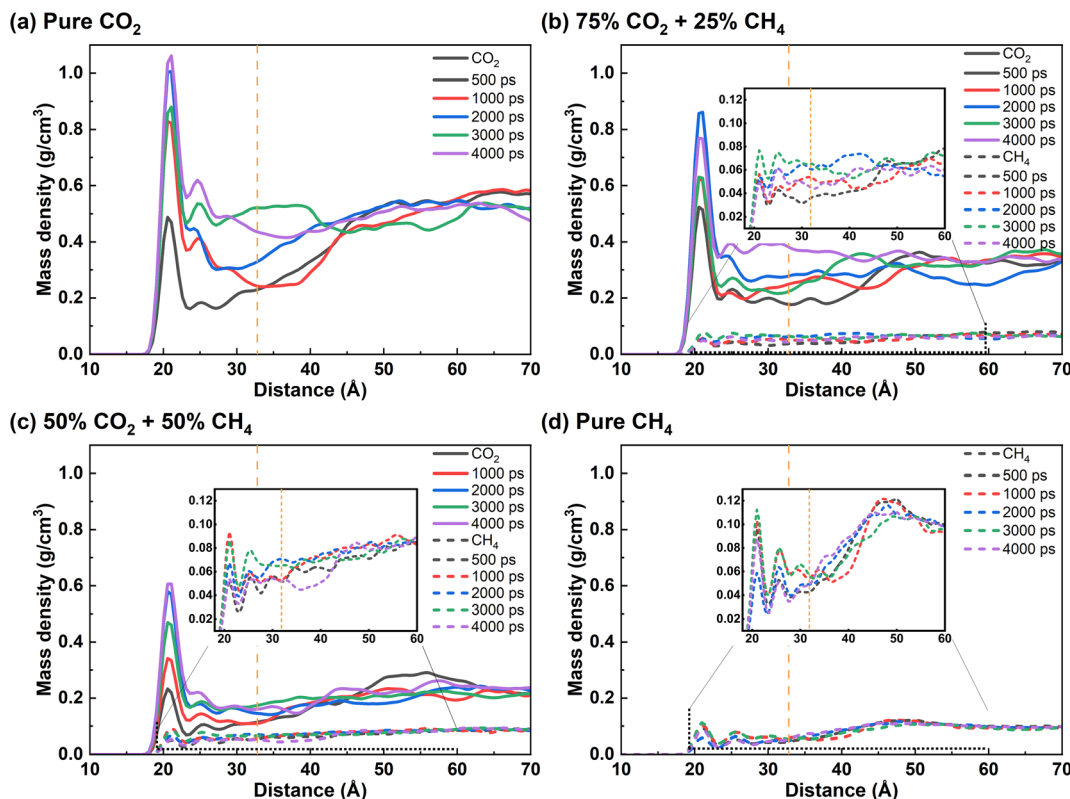 (a) Pure CO₂
1.0
0.8
0.6
0.4
0.2
0.0
Mass density (g/cm³)
10 20 30 40 50 60 70
Distance (Å)
CO₂
500 ps
1000 ps
2000 ps
3000 ps
4000 ps
(b) 75% CO₂ + 25% CH₄
1.0
0.8
0.6
0.4
0.2
0.0
Mass density (g/cm³)
10 20 30 40 50 60 70
Distance (Å)
CO₂
500 ps
1000 ps
2000 ps
3000 ps
4000 ps
CH₄
500 ps
1000 ps
2000 ps
3000 ps
4000 ps
0.12
0.10
0.08
0.06
0.04
0.02
20 30 40 50 60
(c) 50% CO₂ + 50% CH₄
1.0
0.8
0.6
0.4
0.2
0.0
Mass density (g/cm³)
10 20 30 40 50 60 70
Distance (Å)
CO₂
1000 ps
2000 ps
3000 ps
4000 ps
CH₄
500 ps
1000 ps
2000 ps
3000 ps
4000 ps
0.12
0.10
0.08
0.06
0.04
0.02
20 30 40 50 60
(d) Pure CH₄
1.0
0.8
0.6
0.4
0.2
0.0
Mass density (g/cm³)
10 20 30 40 50 60 70
Distance (Å)
CH₄
500 ps
1000 ps
2000 ps
3000 ps
4000 ps
0.12
0.10
0.08
0.06
0.04
0.02
20 30 40 50 60